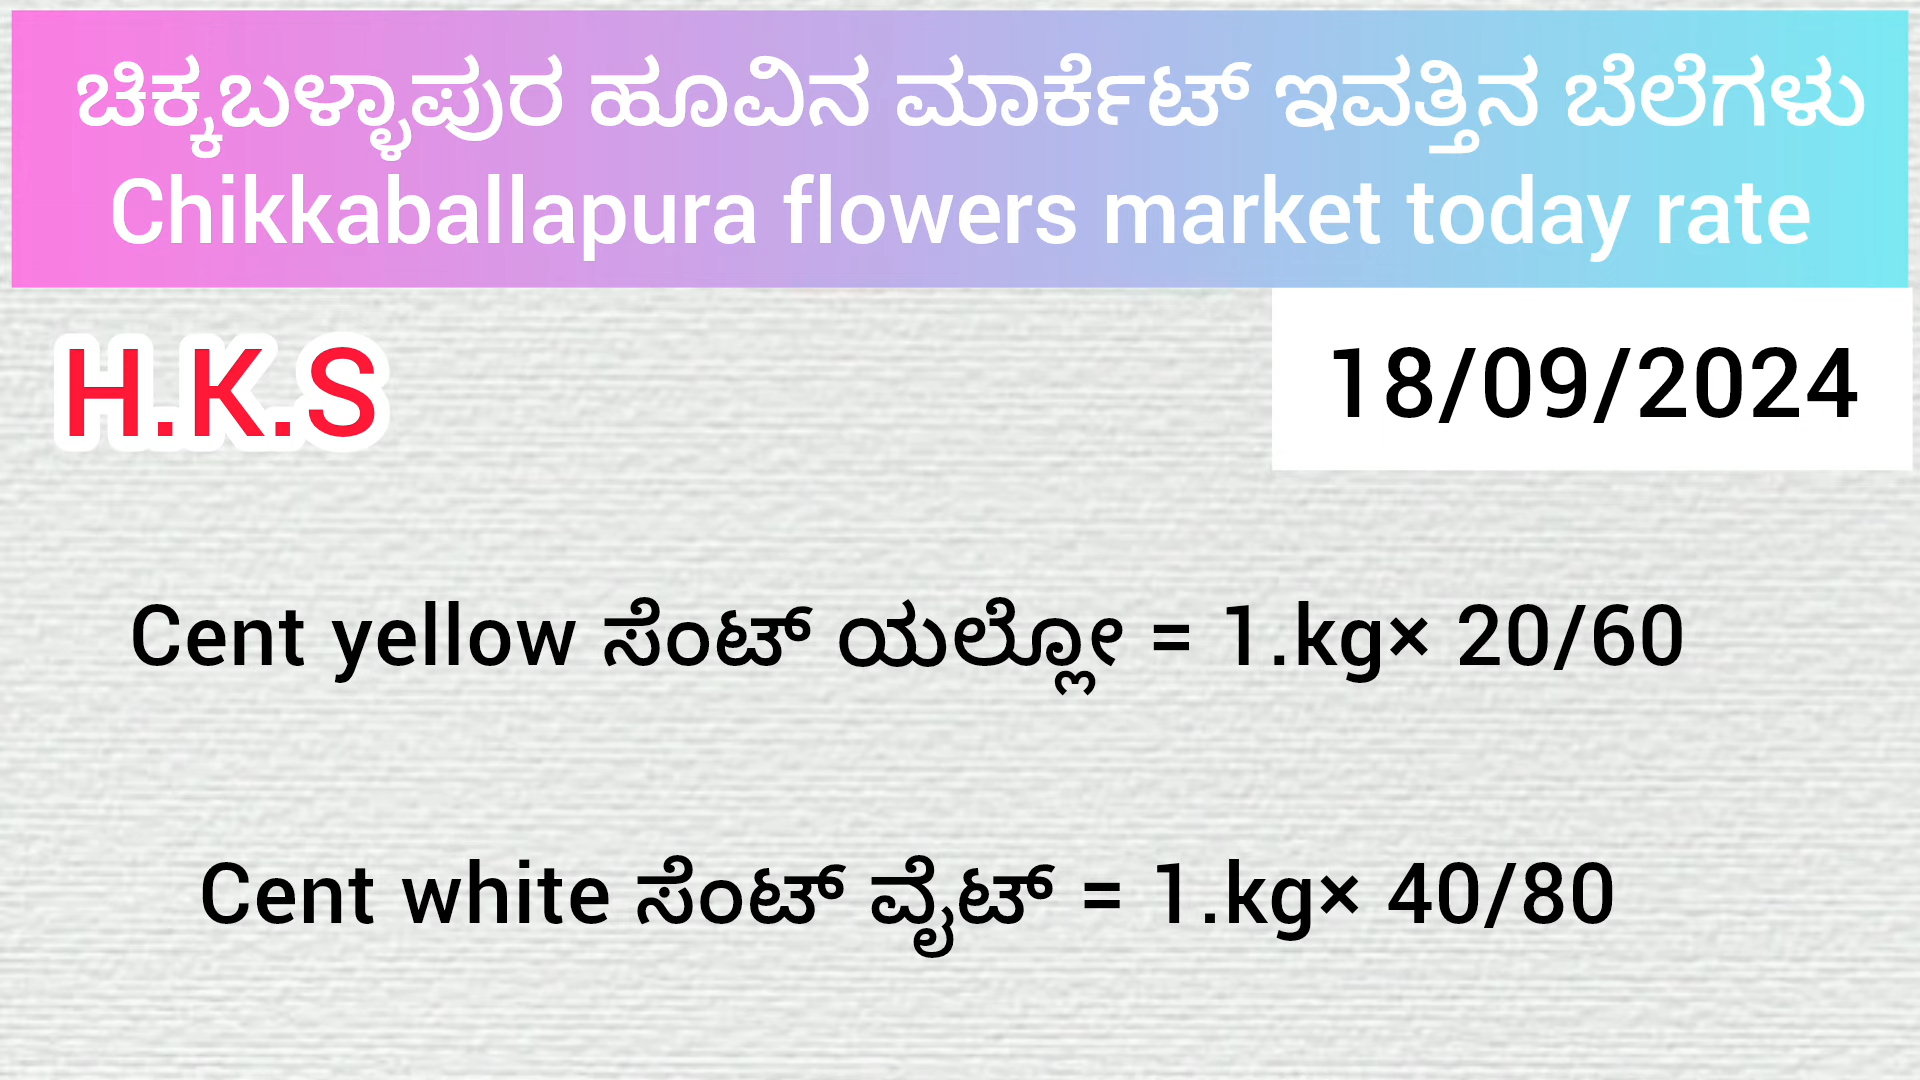 ಚಿಕ್ಕಬಳ್ಳಾಪುರ ಹೂವಿನ ಮಾರ್ಕೆಟ್ ಇವತ್ತಿನ ಬೆಲೆಗಳು
Chikkaballapura flowers market today rate
H.K.S
18/09/2024
Cent yellow ಸೆಂಟ್ ಯಲ್ಲೋ = 1.kg× 20/60
Cent white ಸೆಂಟ್ ವೈಟ್ = 1.kg× 40/80